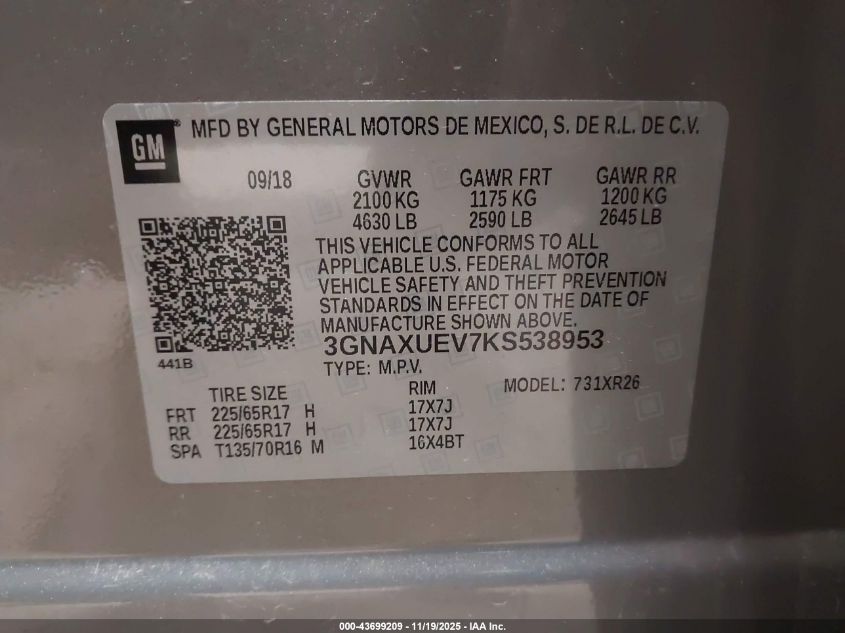 GM
® MFD BY GENERAL MOTORS DE MEXICO, S. DE R.L. DE C.V.
09/18 GVWR GAWR FRT GAWR RR
2100 KG 1175 KG 1200 KG
4630 LB 2590 LB 2645 LB
THIS VEHICLE CONFORMS TO ALL
APPLICABLE U.S. FEDERAL MOTOR
VEHICLE SAFETY AND THEFT PREVENTION
STANDARDS IN EFFECT ON THE DATE OF
MANUFACTURE SHOWN ABOVE.
3GNAXUEV7KS538953
441B
TYPE: M.P.V.
TIRE SIZE RIM MODEL: 731XR26
FRT 225/65R17 H 17X7J
RR 225/65R17 H 17X7J
SPA T135/70R16 M 16X4BT
000-43699209 - 11/19/2025 - IAA Inc.